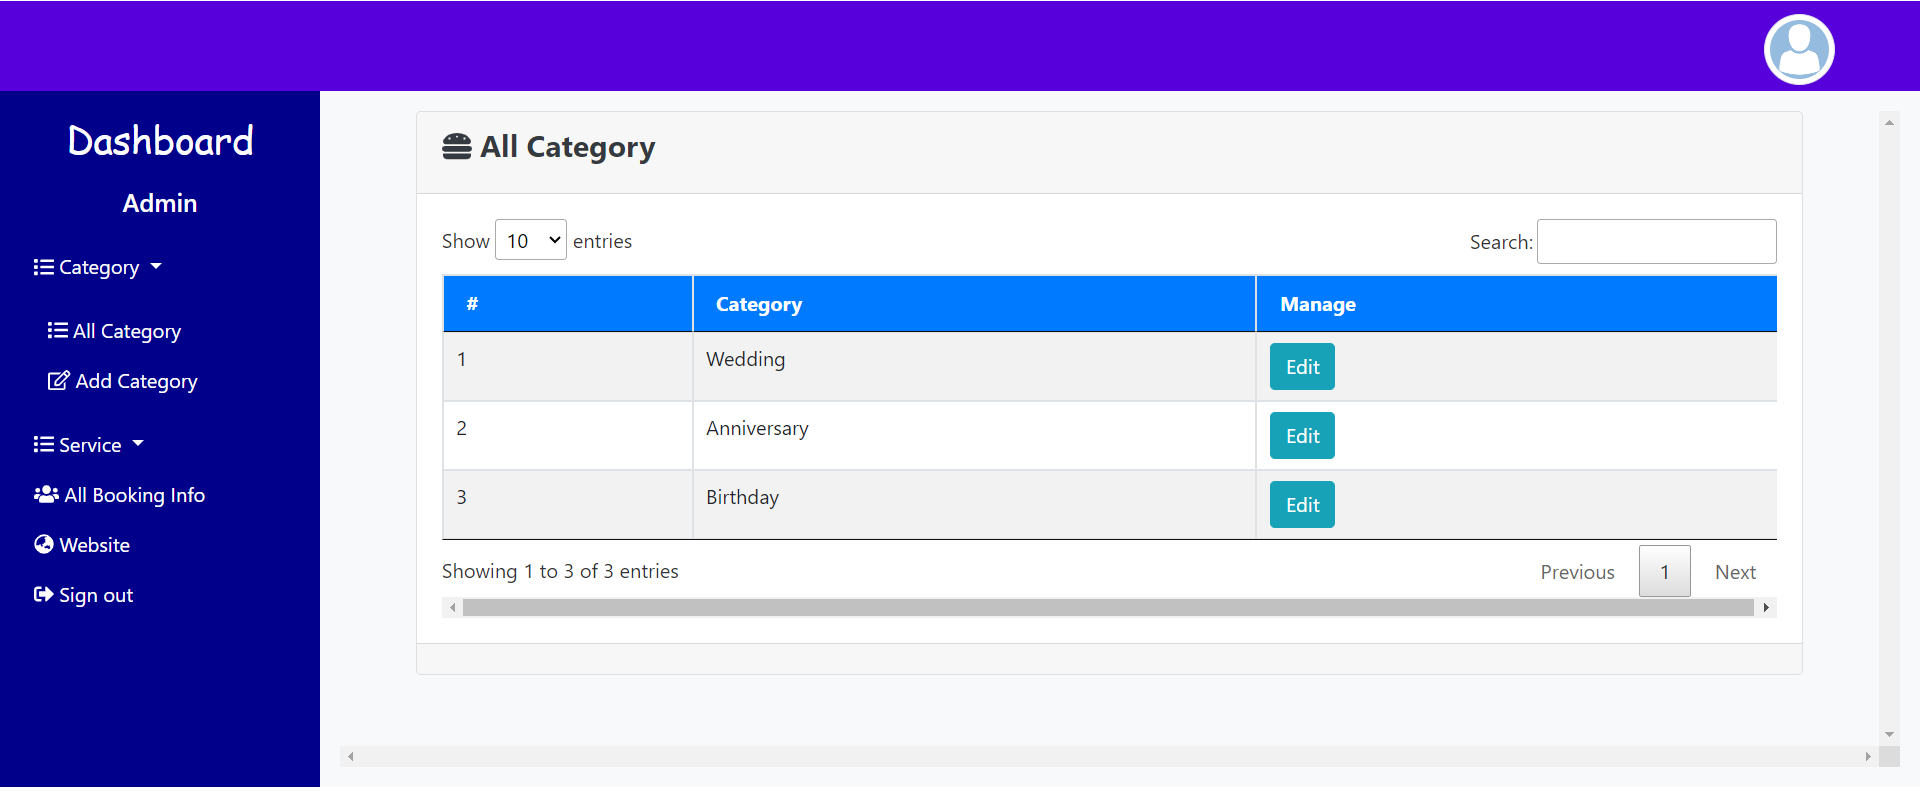 Dashboard
Admin
Category
All Category
Add Category
Service
All Booking Info
Website
Sign out
All Category
Show 10 entries
Search:
# Category Manage
1 Wedding Edit
2 Anniversary Edit
3 Birthday Edit
Showing 1 to 3 of 3 entries
Previous 1 Next